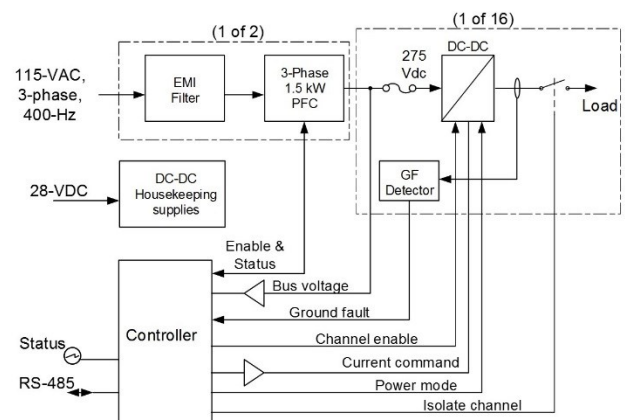 (1 of 2)
(1 of 16)
115-VAC,
3-phase,
400-Hz
EMI
Filter
3-Phase
1.5 kW
PFC
275
Vdc
DC-DC
Load
GF
Detector
28-VDC
DC-DC
Housekeeping
supplies
Enable &
Status
Bus voltage
Ground fault
Controller
Channel enable
Status
Current command
RS-485
Power mode
Isolate channel